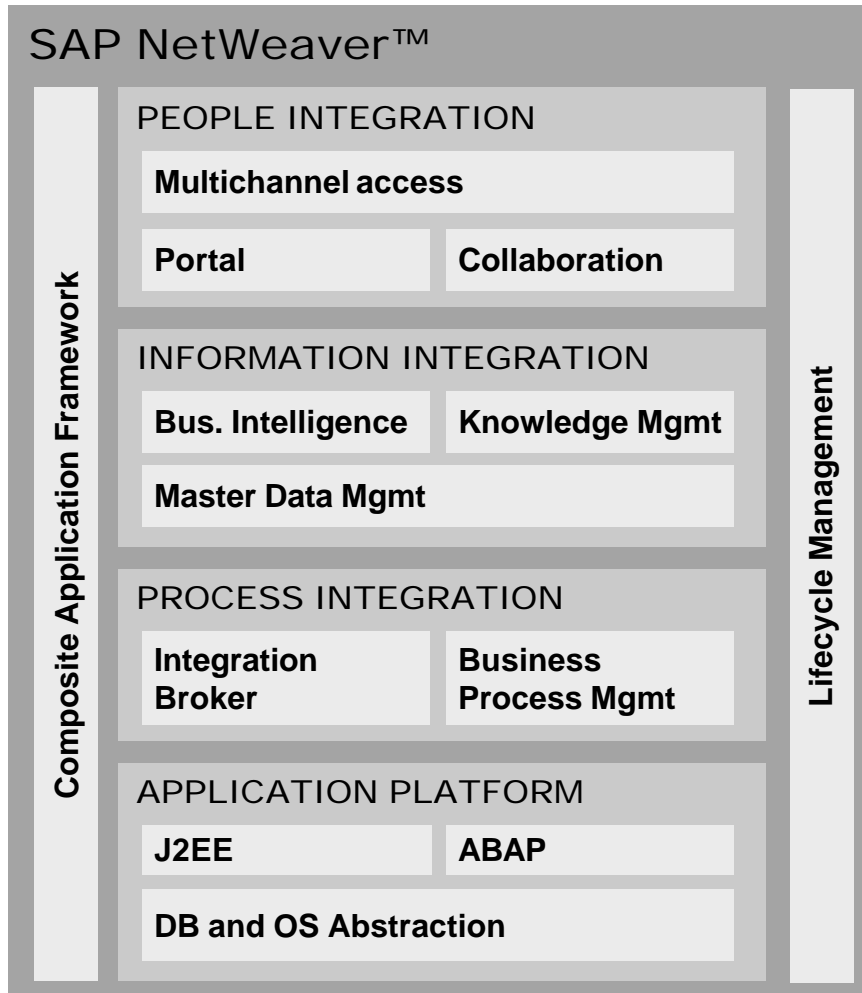 SAP NetWeaver™
Composite Application Framework
PEOPLE INTEGRATION
Multichannel access
Portal
Collaboration
INFORMATION INTEGRATION
Bus. Intelligence
Knowledge Mgmt
Master Data Mgmt
PROCESS INTEGRATION
Integration
Broker
Business
Process Mgmt
APPLICATION PLATFORM
J2EE
ABAP
DB and OS Abstraction
Lifecycle Management